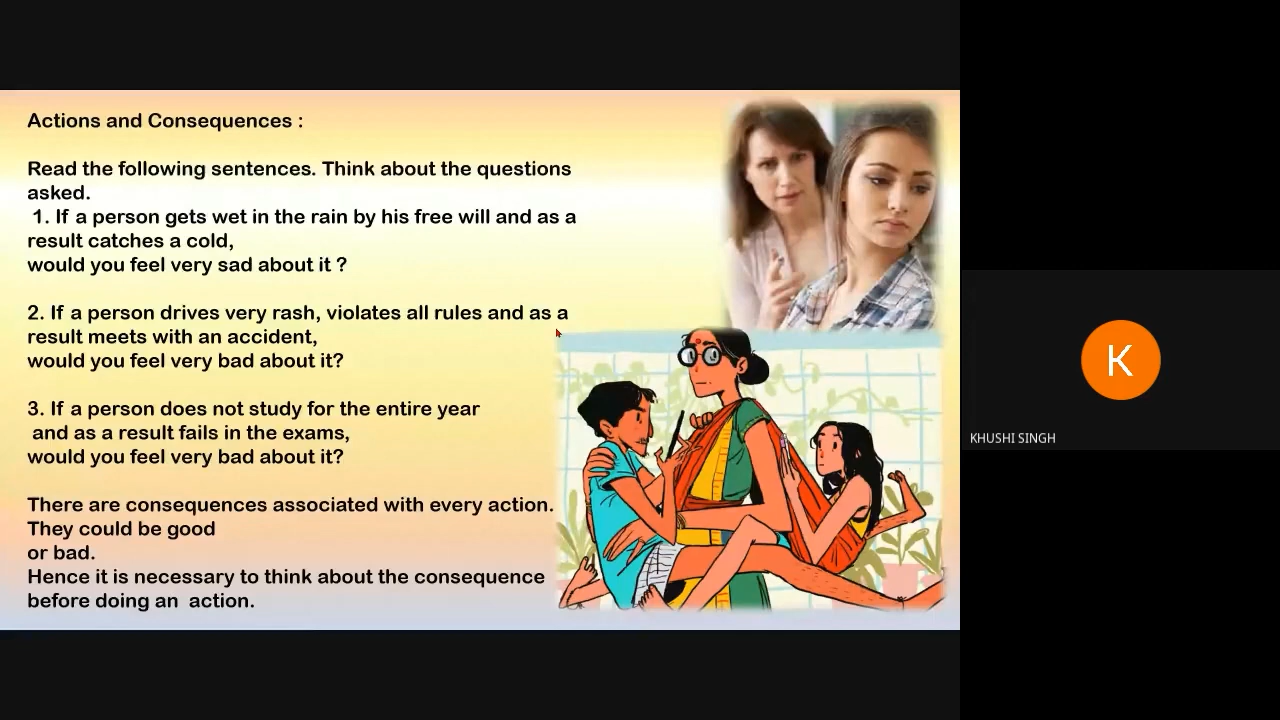 Actions and Consequences :
Read the following sentences. Think about the questions
asked.
1. If a person gets wet in the rain by his free will and as a
result catches a cold,
would you feel very sad about it ?
2. If a person drives very rash, violates all rules and as a
result meets with an accident,
would you feel very bad about it?
3. If a person does not study for the entire year
and as a result fails in the exams,
would you feel very bad about it?
There are consequences associated with every action.
They could be good
or bad.
Hence it is necessary to think about the consequence
before doing an action.
K
KHUSHI SINGH